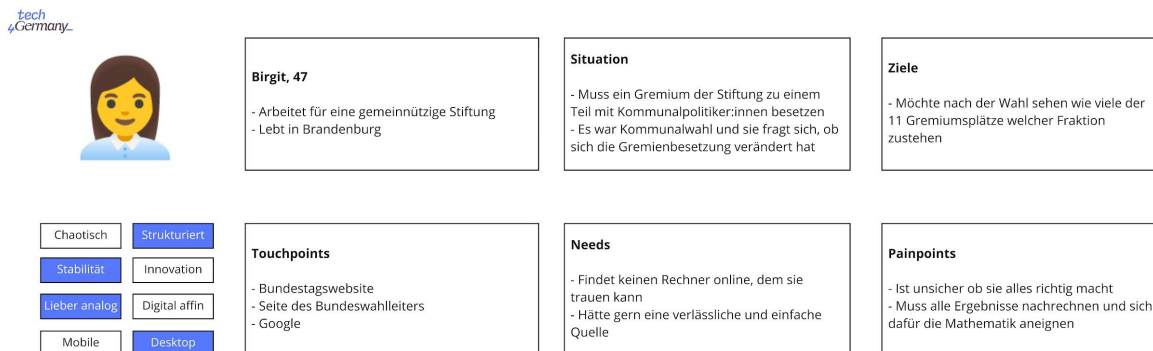 tech
4Germany_
Birgit, 47
- Arbeitet für eine gemeinnützige Stiftung
- Lebt in Brandenburg
Situation
- Muss ein Gremium der Stiftung zu einem
Teil mit Kommunalpolitiker:innen besetzen
- Es war Kommunalwahl und sie fragt sich, ob
sich die Gremienbesetzung verändert hat
Ziele
- Möchte nach der Wahl sehen wie viele der
11 Gremiumsplätze welcher Fraktion
zustehen
Chaotisch
Strukturiert
Stabilität
Innovation
Lieber analog
Digital affin
Mobile
Desktop
Touchpoints
- Bundestagswebsite
- Seite des Bundeswahlleiters
- Google
Needs
- Findet keinen Rechner online, dem sie
trauen kann
- Hätte gern eine verlässliche und einfache
Quelle
Painpoints
- Ist unsicher ob sie alles richtig macht
- Muss alle Ergebnisse nachrechnen und sich
dafür die Mathematik aneignen